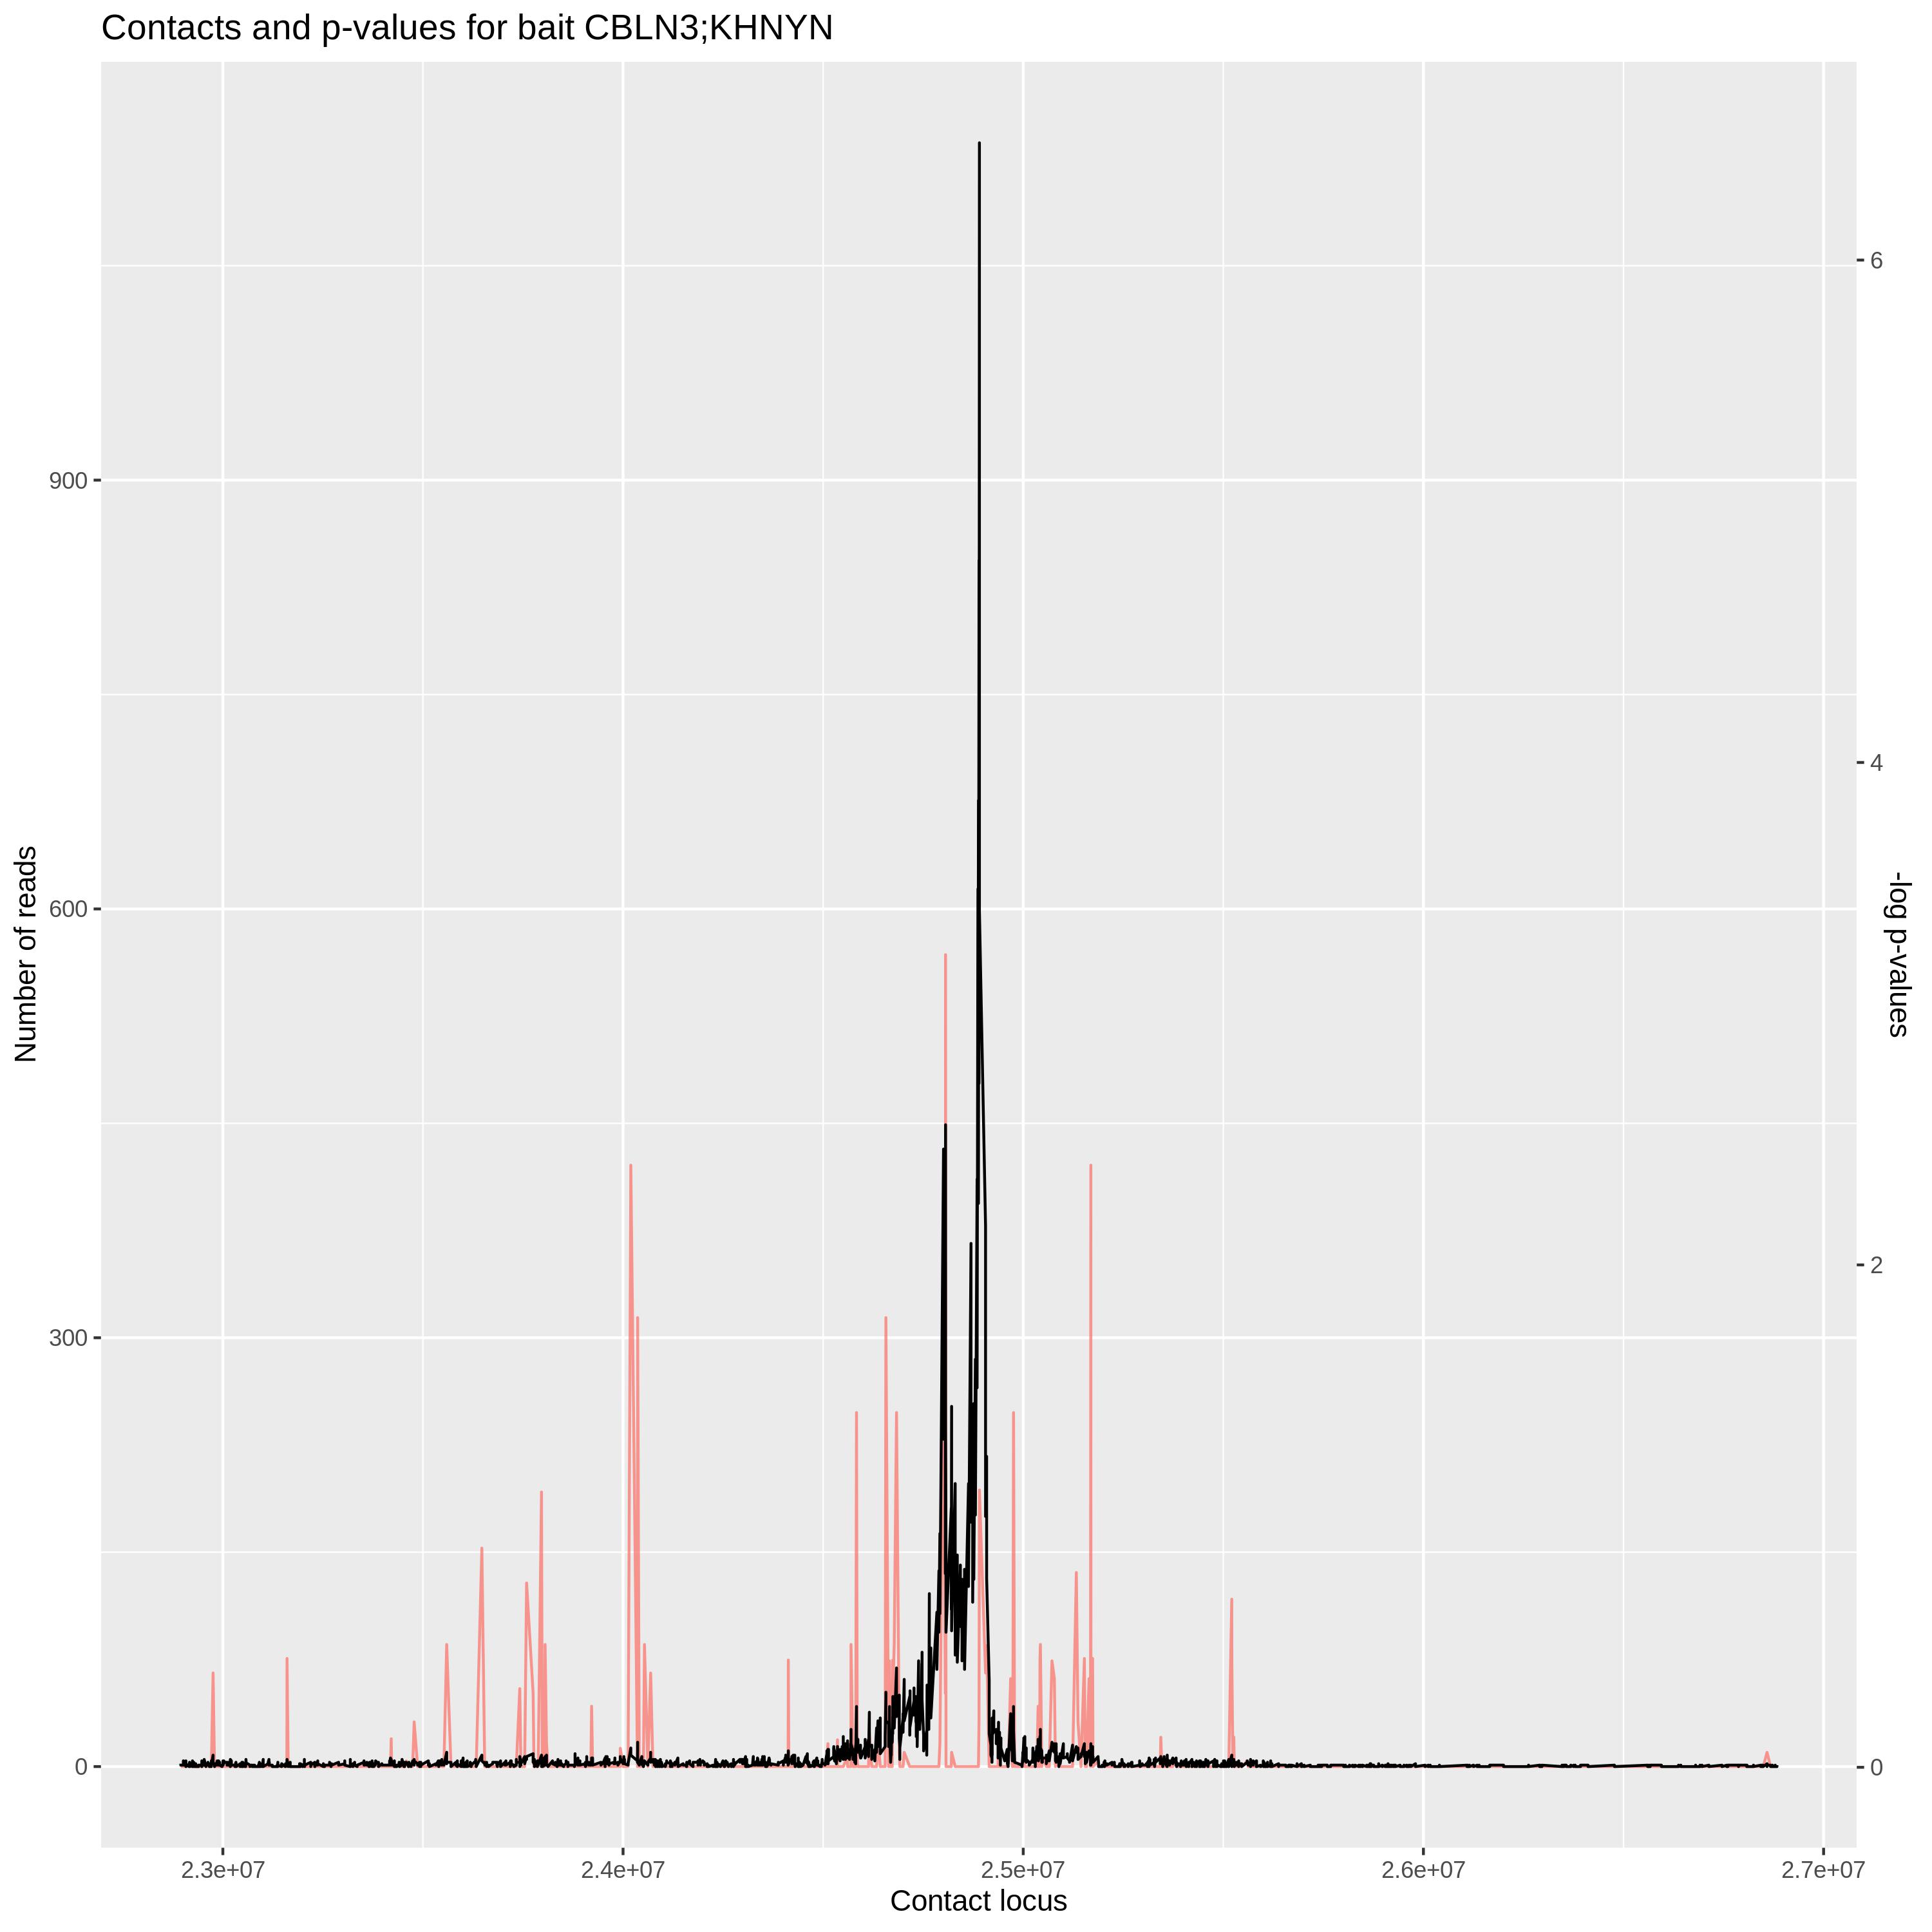 Contacts and p-values for bait CBLN3;KHNYN
Number of reads
900
600
300
0
6
4
2
0
-log p-values
2.3e+07 2.4e+07 2.5e+07 2.6e+07 2.7e+07
Contact locus